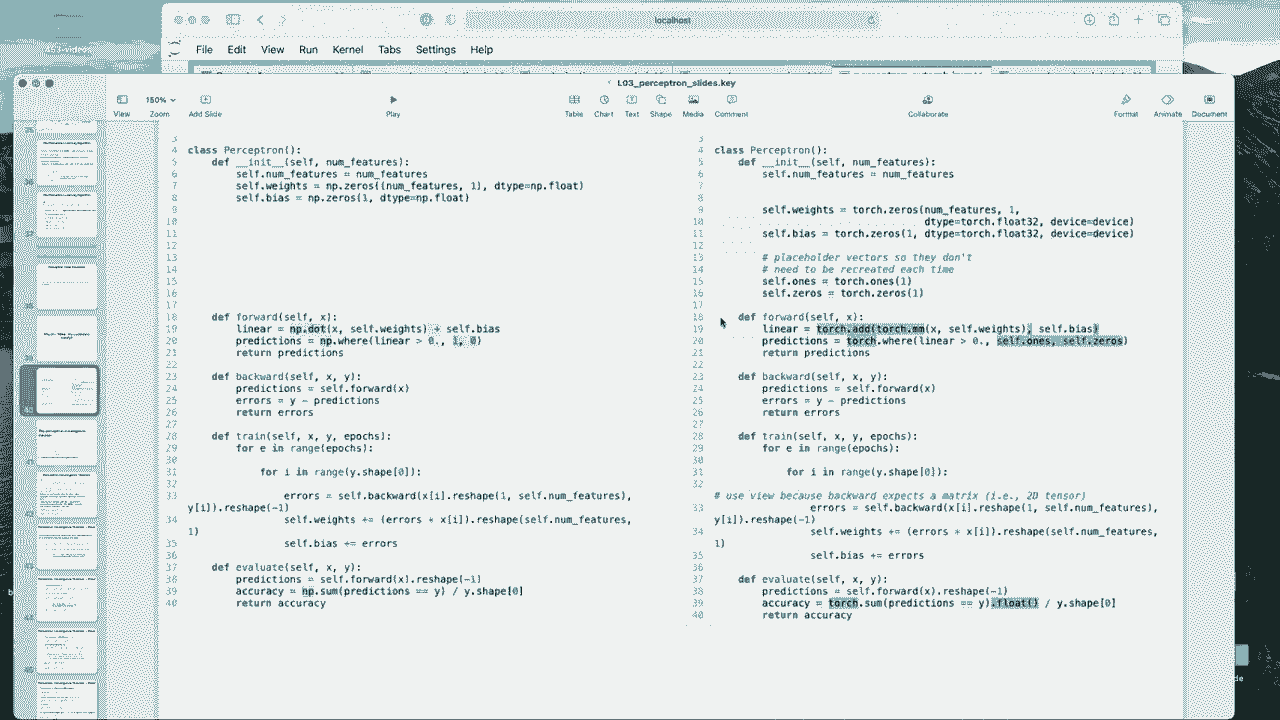 localhost
453-videos
File Edit View Run Kernel Tabs Settings Help
L03_perceptron_slides.key
150%
View Zoom Add Slide Play Table Chart Text Shape Media Comment Collaborate Format Animate Document
3
4 class Perceptron():
5 def __init__(self, num_features):
6 self.num_features = num_features
7 self.weights = np.zeros((num_features, 1), dtype=np.float)
8 self.bias = np.zeros(1, dtype=np.float)
9
10
11
12
13
14
15
16
17
18 def forward(self, x):
19 linear = np.dot(x, self.weights) + self.bias
20 predictions = np.where(linear > 0., 1, 0)
21 return predictions
22
23 def backward(self, x, y):
24 predictions = self.forward(x)
25 errors = y - predictions
26 return errors
27
28 def train(self, x, y, epochs):
29 for e in range(epochs):
30
31 for i in range(y.shape[0]):
32
33 errors = self.backward(x[i].reshape(1, self.num_features),
y[i]).reshape(-1)
34 self.weights += (errors * x[i]).reshape(self.num_features,
1)
35 self.bias += errors
36
37 def evaluate(self, x, y):
38 predictions = self.forward(x).reshape(-1)
39 accuracy = np.sum(predictions == y) / y.shape[0]
40 return accuracy
3
4 class Perceptron():
5 def __init__(self, num_features):
6 self.num_features = num_features
7
8
9 self.weights = torch.zeros(num_features, 1,
10 dtype=torch.float32, device=device)
11 self.bias = torch.zeros(1, dtype=torch.float32, device=device)
12
13 # placeholder vectors so they don't
14 # need to be recreated each time
15 self.ones = torch.ones(1)
16 self.zeros = torch.zeros(1)
17
18 def forward(self, x):
19 linear = torch.add(torch.mm(x, self.weights), self.bias)
20 predictions = torch.where(linear > 0., self.ones, self.zeros)
21 return predictions
22
23 def backward(self, x, y):
24 predictions = self.forward(x)
25 errors = y - predictions
26 return errors
27
28 def train(self, x, y, epochs):
29 for e in range(epochs):
30
31 for i in range(y.shape[0]):
32
# use view because backward expects a matrix (i.e., 2D tensor)
33 errors = self.backward(x[i].reshape(1, self.num_features),
y[i]).reshape(-1)
34 self.weights += (errors * x[i]).reshape(self.num_features,
1)
35 self.bias += errors
36
37 def evaluate(self, x, y):
38 predictions = self.forward(x).reshape(-1)
39 accuracy = torch.sum(predictions == y).float() / y.shape[0]
40 return accuracy